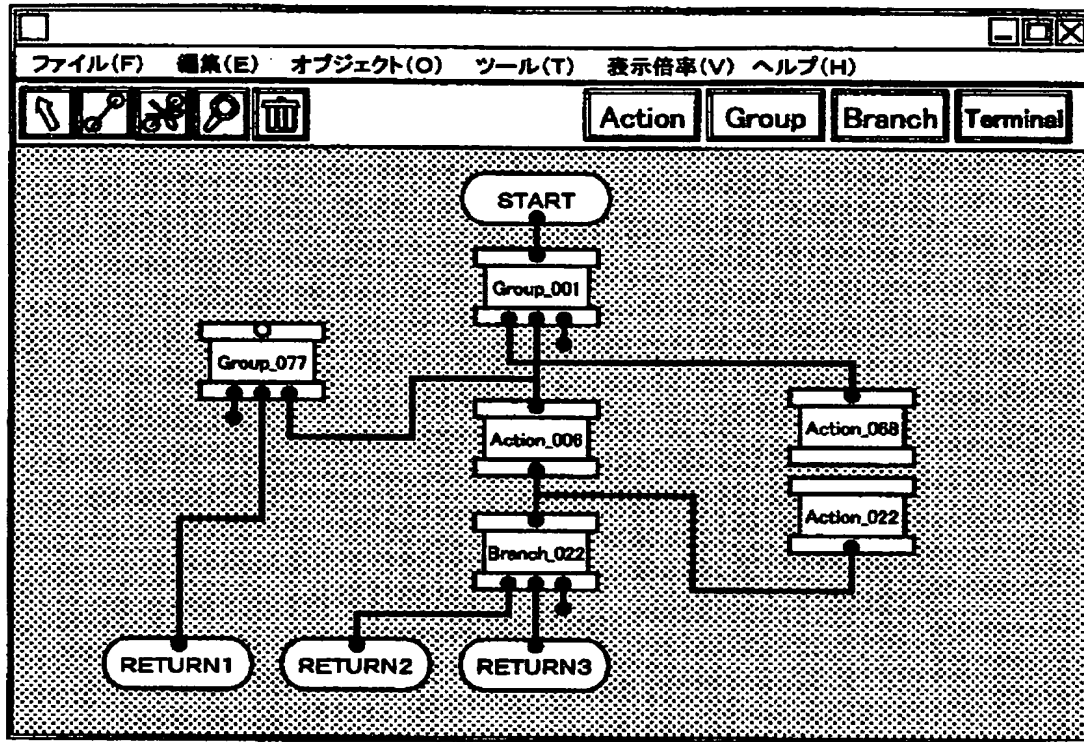 ファイル(F) 編集(E) オブジェクト(O) ツール(T) 表示倍率(V) ヘルプ(H)
Action Group Branch Terminal
START
Group_001
Group_077
Action_006
Action_068
Action_022
Branch_022
RETURN1 RETURN2 RETURN3